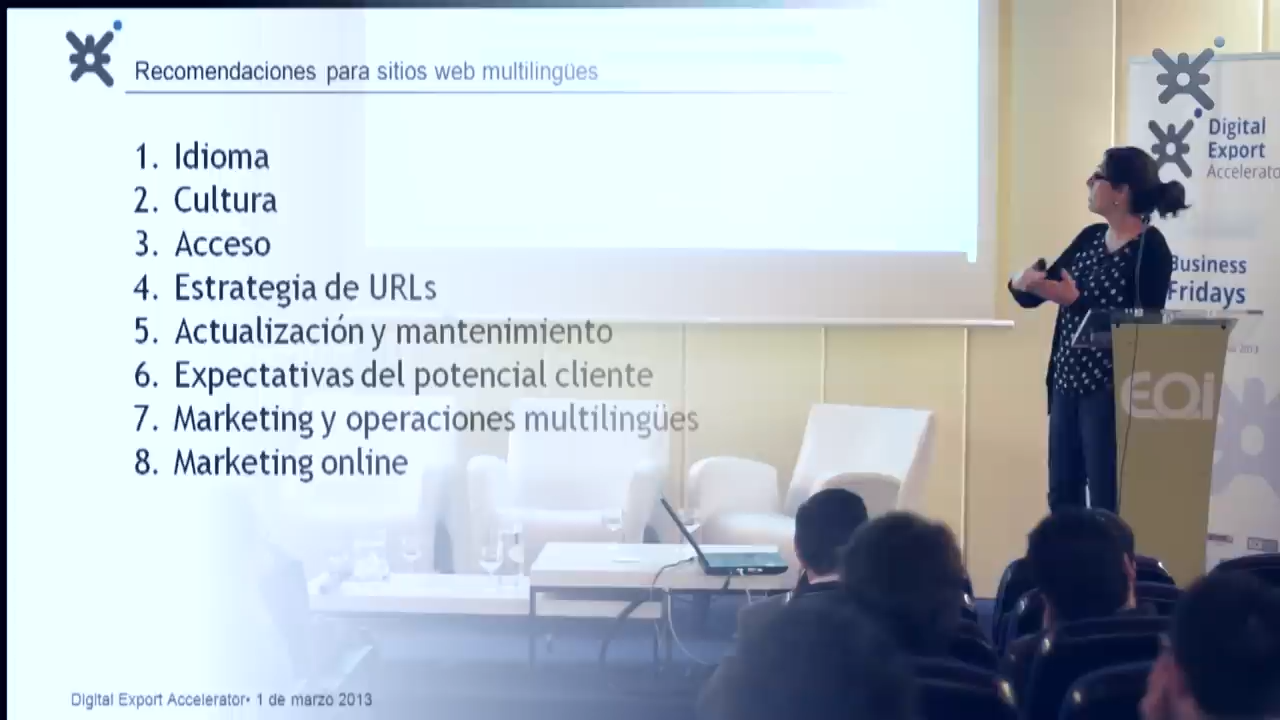 Recomendaciones para sitios web multilingües
1. Idioma
2. Cultura
3. Acceso
4. Estrategia de URLs
5. Actualización y mantenimiento
6. Expectativas del potencial cliente
7. Marketing y operaciones multilingües
8. Marketing online
Digital Export Accelerator• 1 de marzo 2013
Digital
Export
Accelerato
Business
Fridays
2013
EOI